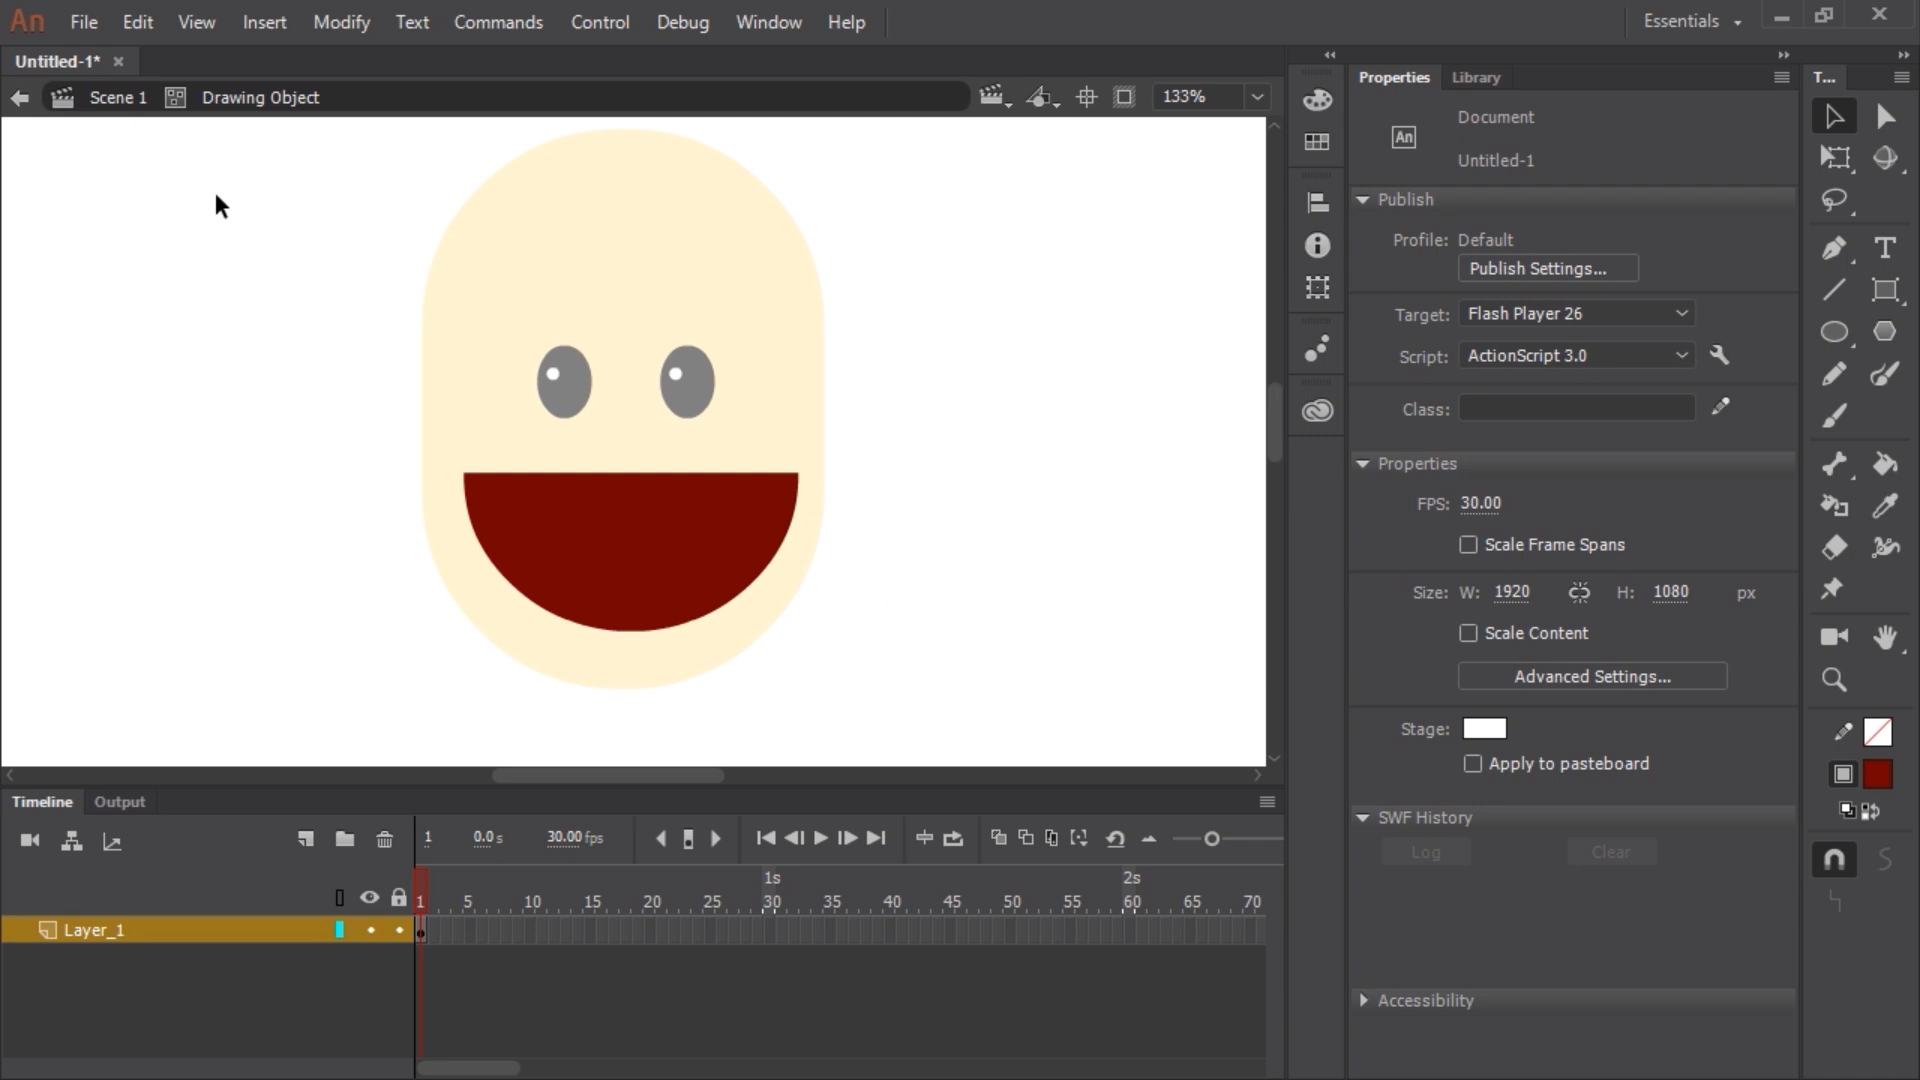 An File Edit View Insert Modify Text Commands Control Debug Window Help Essentials
Untitled-1*
Scene 1 Drawing Object 133%
Properties Library T...
Document
An
Untitled-1
Publish
Profile: Default
Publish Settings...
Target: Flash Player 26
Script: ActionScript 3.0
Class:
Properties
FPS: 30.00
Scale Frame Spans
Size: W: 1920 H: 1080 px
Scale Content
Advanced Settings...
Stage:
Apply to pasteboard
SWF History
Log Clear
Accessibility
Timeline Output
1 0.0 s 30.00 fps
1s 2s
1 5 10 15 20 25 30 35 40 45 50 55 60 65 70
Layer_1